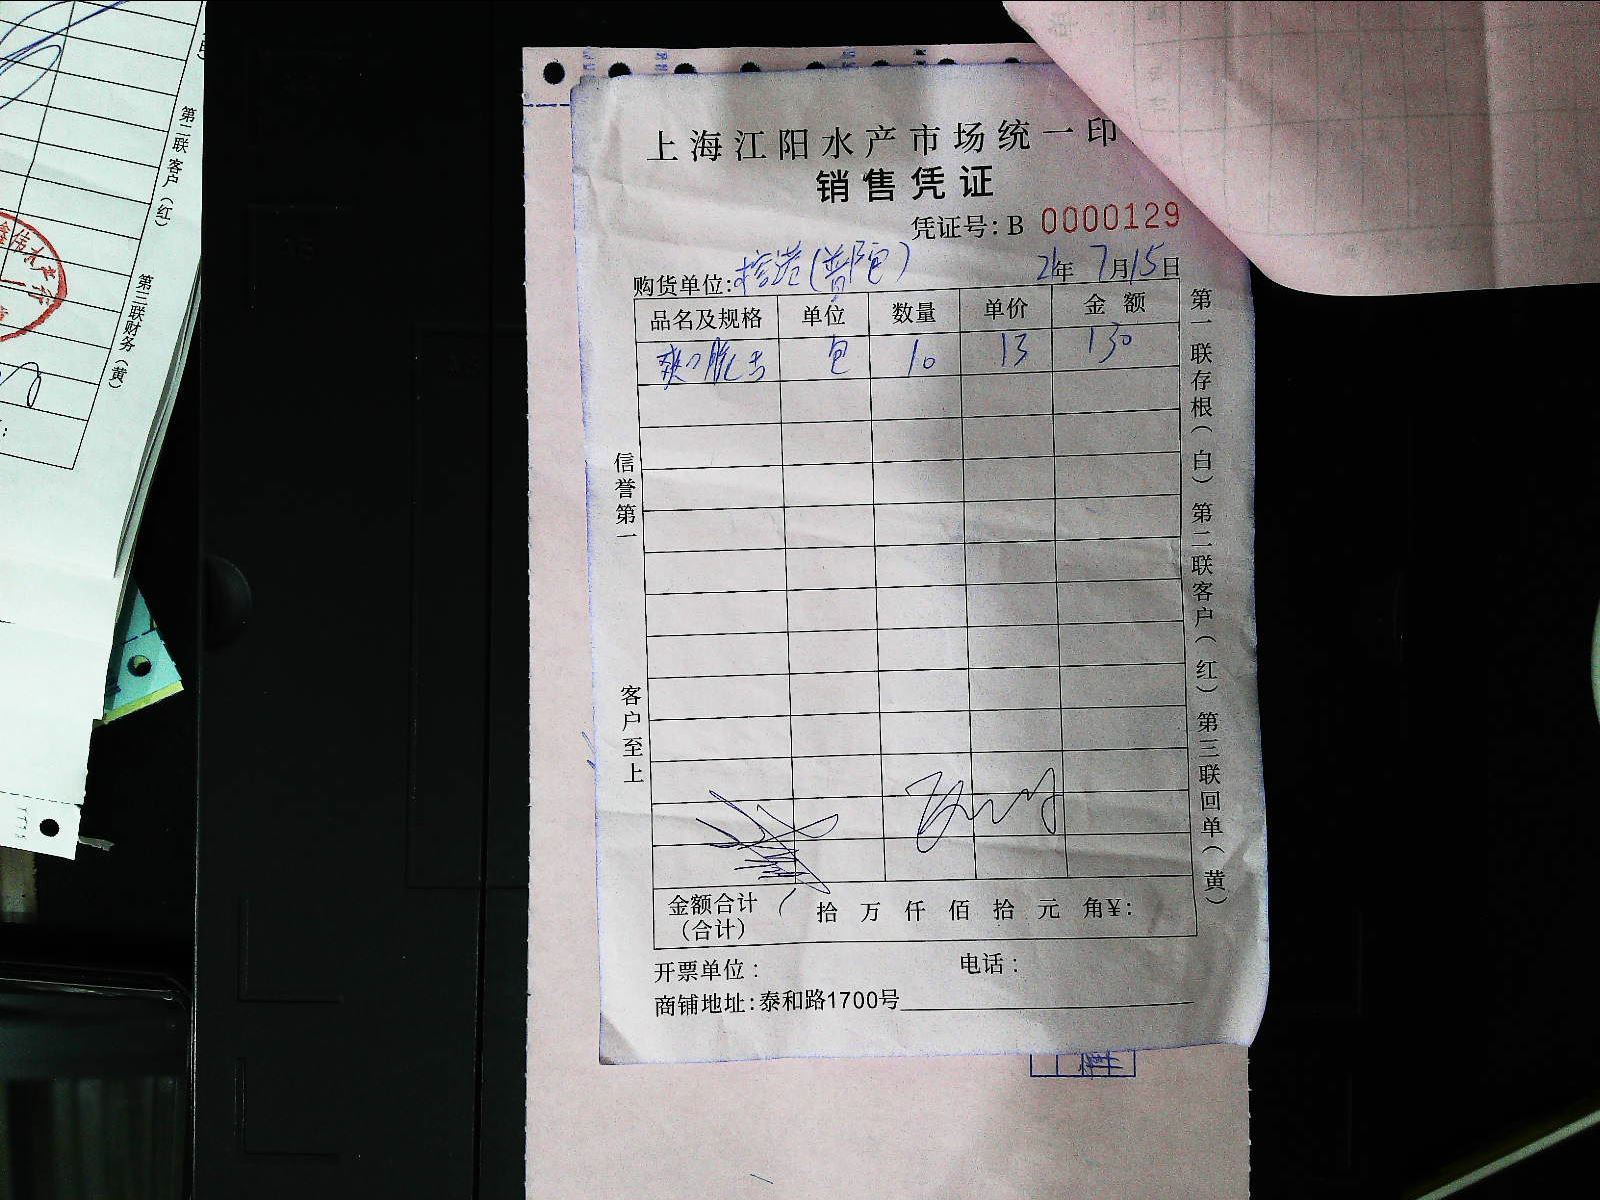 上海江阳水产市场统一印
销售凭证
凭证号：B 0000129
购货单位：
21年 7月15日
品名及规格 单位 数量 单价 金额
包 10 13 130
信誉第一
客户至上
第一联存根（白）第二联客户（红）第三联回单（黄）
金额合计（合计） 拾 万 仟 佰 拾 元 角¥：
开票单位： 电话：
商铺地址：泰和路1700号
第二联客户（红）
第三联财务（黄）